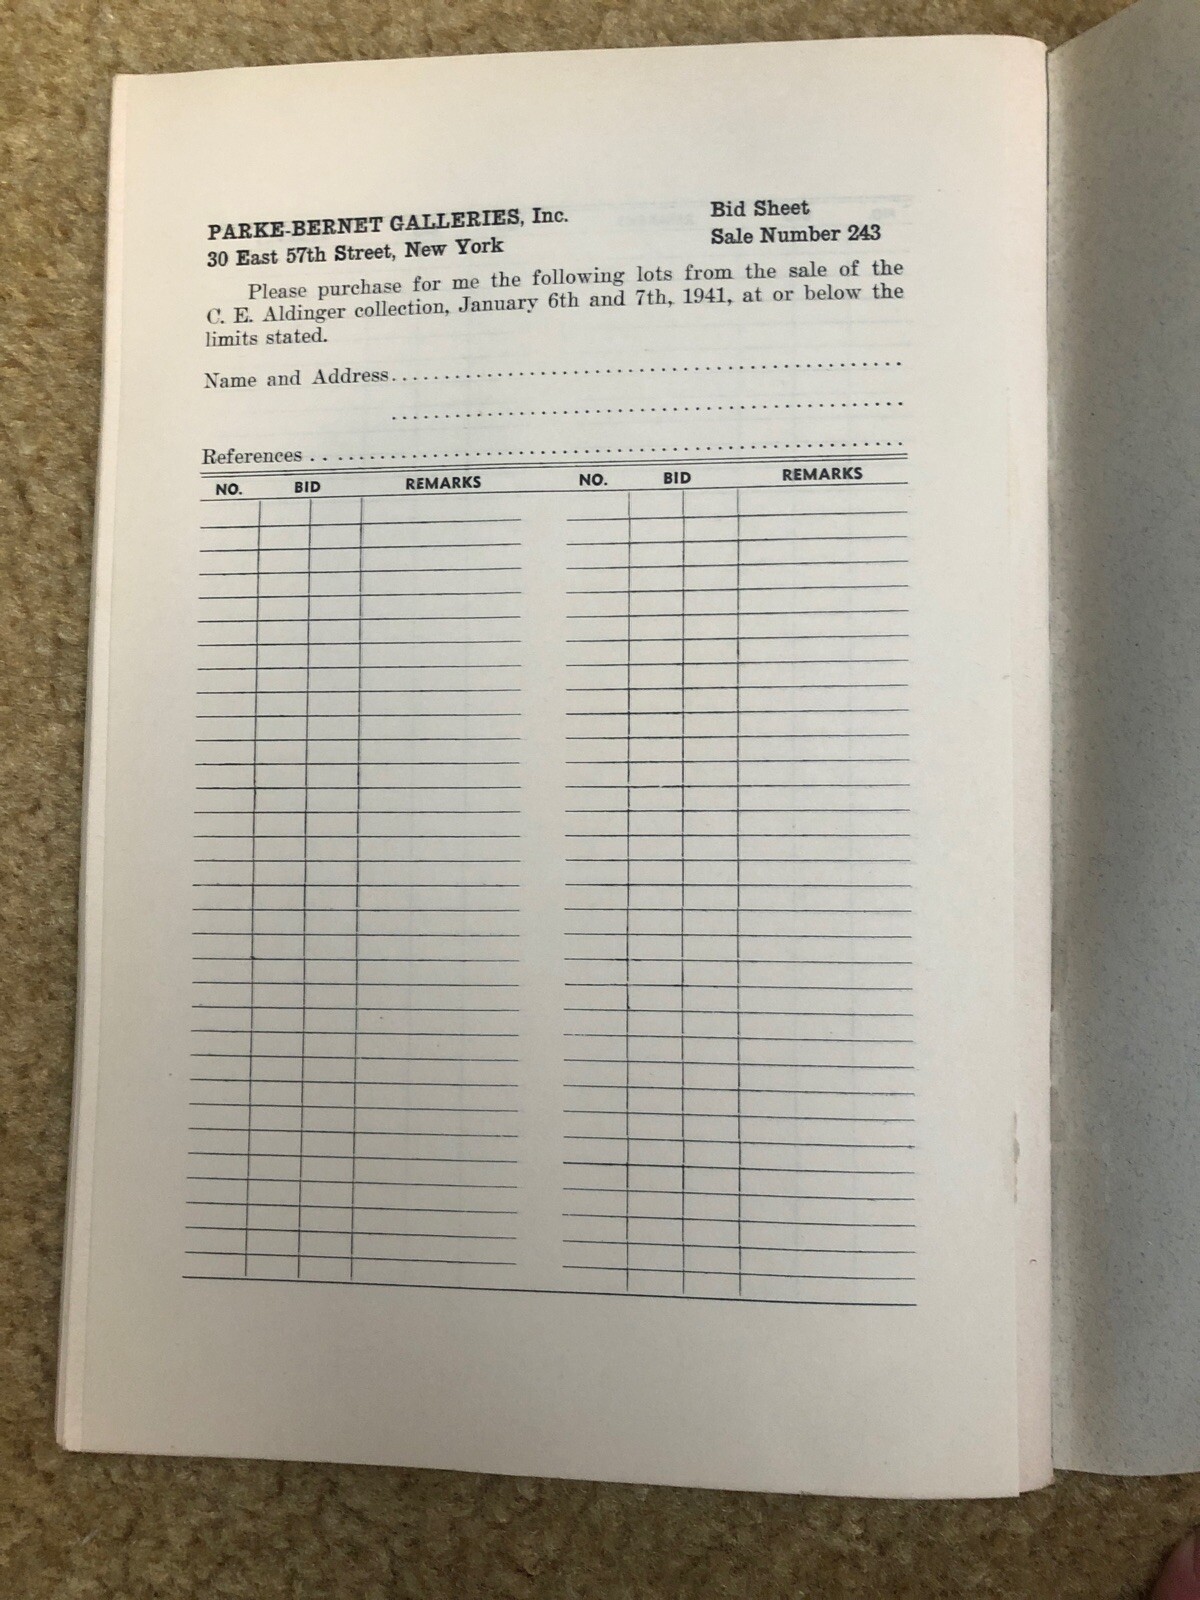 PARKE-BERNET GALLERIES, Inc. Bid Sheet
30 East 57th Street, New York Sale Number 243
Please purchase for me the following lots from the sale of the
C. E. Aldinger collection, January 6th and 7th, 1941, at or below the
limits stated.
Name and Address..................................................
..................................................
References ..................................................
NO. BID REMARKS NO. BID REMARKS